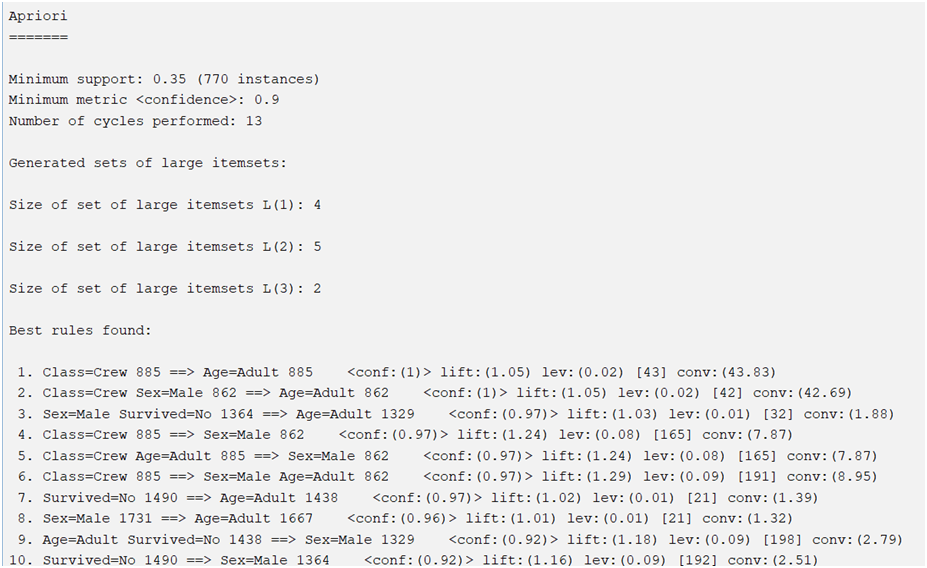 Apriori
=======
Minimum support: 0.35 (770 instances)
Minimum metric <confidence>: 0.9
Number of cycles performed: 13
Generated sets of large itemsets:
Size of set of large itemsets L(1): 4
Size of set of large itemsets L(2): 5
Size of set of large itemsets L(3): 2
Best rules found:
1. Class=Crew 885 ==> Age=Adult 885 <conf:(1)> lift:(1.05) lev:(0.02) [43] conv:(43.83)
2. Class=Crew Sex=Male 862 ==> Age=Adult 862 <conf:(1)> lift:(1.05) lev:(0.02) [42] conv:(42.69)
3. Sex=Male Survived=No 1364 ==> Age=Adult 1329 <conf:(0.97)> lift:(1.03) lev:(0.01) [32] conv:(1.88)
4. Class=Crew 885 ==> Sex=Male 862 <conf:(0.97)> lift:(1.24) lev:(0.08) [165] conv:(7.87)
5. Class=Crew Age=Adult 885 ==> Sex=Male 862 <conf:(0.97)> lift:(1.24) lev:(0.08) [165] conv:(7.87)
6. Class=Crew 885 ==> Sex=Male Age=Adult 862 <conf:(0.97)> lift:(1.29) lev:(0.09) [191] conv:(8.95)
7. Survived=No 1490 ==> Age=Adult 1438 <conf:(0.97)> lift:(1.02) lev:(0.01) [21] conv:(1.39)
8. Sex=Male 1731 ==> Age=Adult 1667 <conf:(0.96)> lift:(1.01) lev:(0.01) [21] conv:(1.32)
9. Age=Adult Survived=No 1438 ==> Sex=Male 1329 <conf:(0.92)> lift:(1.18) lev:(0.09) [198] conv:(2.79)
10. Survived=No 1490 ==> Sex=Male 1364 <conf:(0.92)> lift:(1.16) lev:(0.09) [192] conv:(2.51)